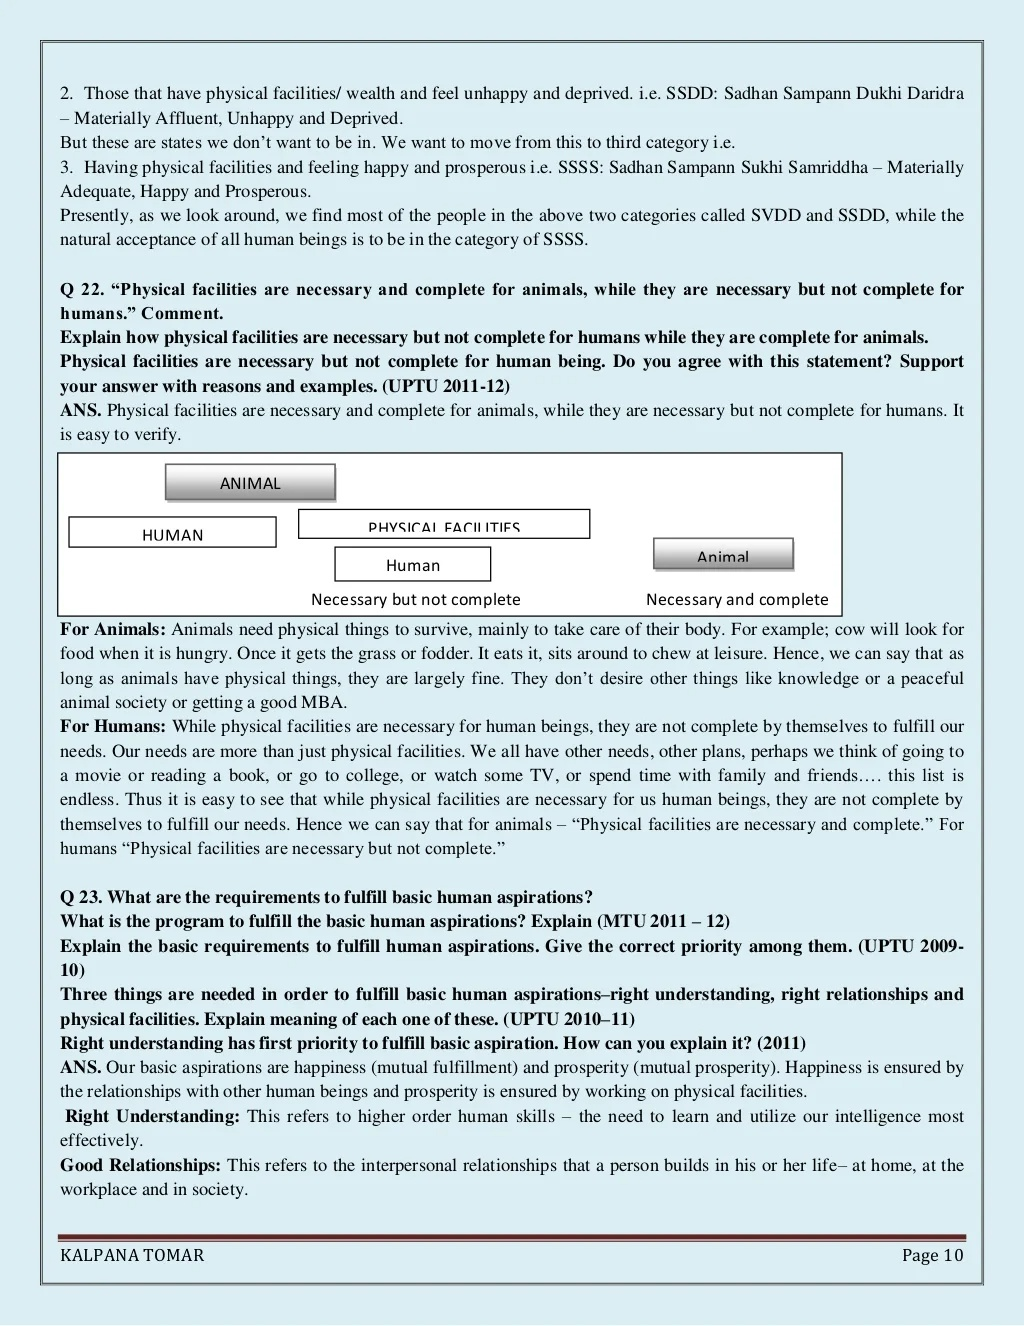 2. Those that have physical facilities/ wealth and feel unhappy and deprived. i.e. SSDD: Sadhan Sampann Dukhi Daridra
– Materially Affluent, Unhappy and Deprived.
But these are states we don’t want to be in. We want to move from this to third category i.e.
3. Having physical facilities and feeling happy and prosperous i.e. SSSS: Sadhan Sampann Sukhi Samriddha – Materially
Adequate, Happy and Prosperous.
Presently, as we look around, we find most of the people in the above two categories called SVDD and SSDD, while the
natural acceptance of all human beings is to be in the category of SSSS.
Q 22. “Physical facilities are necessary and complete for animals, while they are necessary but not complete for
humans.” Comment.
Explain how physical facilities are necessary but not complete for humans while they are complete for animals.
Physical facilities are necessary but not complete for human being. Do you agree with this statement? Support
your answer with reasons and examples. (UPTU 2011-12)
ANS. Physical facilities are necessary and complete for animals, while they are necessary but not complete for humans. It
is easy to verify.
ANIMAL
HUMAN
PHYSICAL FACILITIES
Human
Animal
Necessary but not complete
Necessary and complete
For Animals: Animals need physical things to survive, mainly to take care of their body. For example; cow will look for
food when it is hungry. Once it gets the grass or fodder. It eats it, sits around to chew at leisure. Hence, we can say that as
long as animals have physical things, they are largely fine. They don’t desire other things like knowledge or a peaceful
animal society or getting a good MBA.
For Humans: While physical facilities are necessary for human beings, they are not complete by themselves to fulfill our
needs. Our needs are more than just physical facilities. We all have other needs, other plans, perhaps we think of going to
a movie or reading a book, or go to college, or watch some TV, or spend time with family and friends…. this list is
endless. Thus it is easy to see that while physical facilities are necessary for us human beings, they are not complete by
themselves to fulfill our needs. Hence we can say that for animals – “Physical facilities are necessary and complete.” For
humans “Physical facilities are necessary but not complete.”
Q 23. What are the requirements to fulfill basic human aspirations?
What is the program to fulfill the basic human aspirations? Explain (MTU 2011 – 12)
Explain the basic requirements to fulfill human aspirations. Give the correct priority among them. (UPTU 2009-
10)
Three things are needed in order to fulfill basic human aspirations–right understanding, right relationships and
physical facilities. Explain meaning of each one of these. (UPTU 2010–11)
Right understanding has first priority to fulfill basic aspiration. How can you explain it? (2011)
ANS. Our basic aspirations are happiness (mutual fulfillment) and prosperity (mutual prosperity). Happiness is ensured by
the relationships with other human beings and prosperity is ensured by working on physical facilities.
Right Understanding: This refers to higher order human skills – the need to learn and utilize our intelligence most
effectively.
Good Relationships: This refers to the interpersonal relationships that a person builds in his or her life– at home, at the
workplace and in society.
KALPANA TOMAR
Page 10